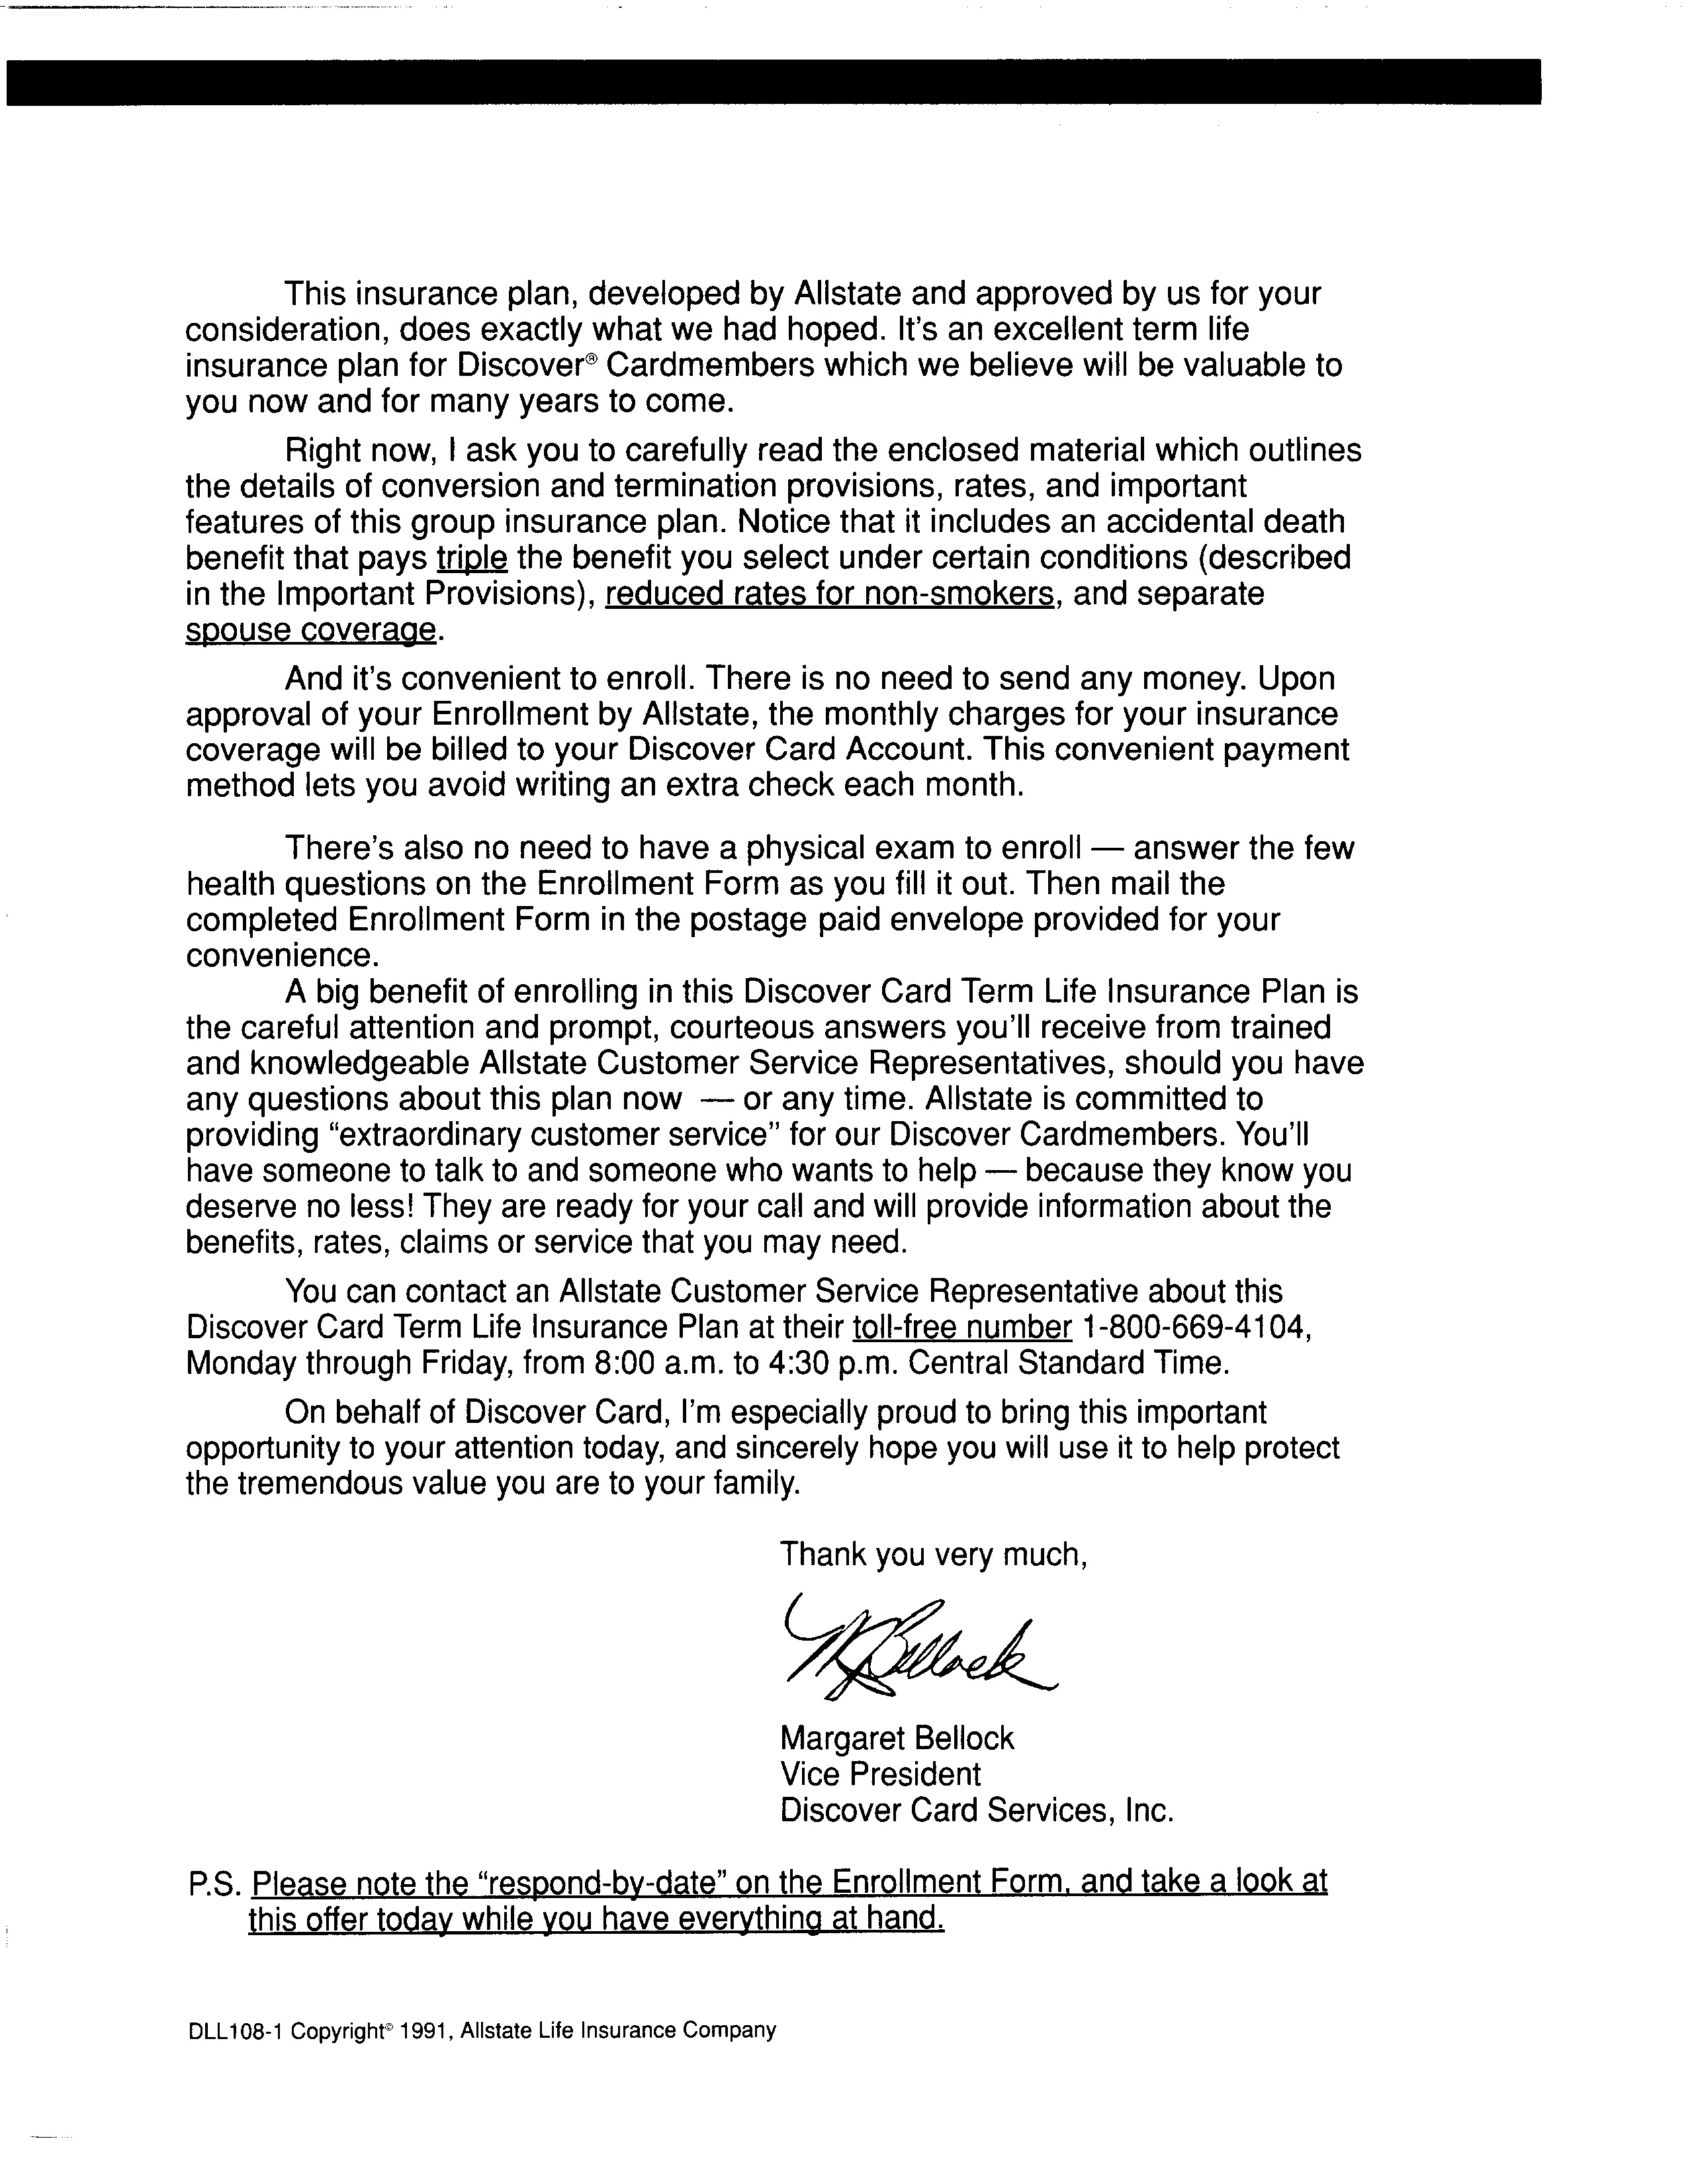 This insurance plan, developed by Allstate and approved by us for your
consideration, does exactly what we had hoped. It's an excellent term life
insurance plan for Discover® Cardmembers which we believe will be valuable to
you now and for many years to come.
Right now, I ask you to carefully read the enclosed material which outlines
the details of conversion and termination provisions, rates, and important
features of this group insurance plan. Notice that it includes an accidental death
benefit that pays triple the benefit you select under certain conditions (described
in the Important Provisions), reduced rates for non-smokers, and separate
spouse coverage.
And it's convenient to enroll. There is no need to send any money. Upon
approval of your Enrollment by Allstate, the monthly charges for your insurance
coverage will be billed to your Discover Card Account. This convenient payment
method lets you avoid writing an extra check each month.
There's also no need to have a physical exam to enroll — answer the few
health questions on the Enrollment Form as you fill it out. Then mail the
completed Enrollment Form in the postage paid envelope provided for your
convenience.
A big benefit of enrolling in this Discover Card Term Life Insurance Plan is
the careful attention and prompt, courteous answers you'll receive from trained
and knowledgeable Allstate Customer Service Representatives, should you have
any questions about this plan now — or any time. Allstate is committed to
providing “extraordinary customer service” for our Discover Cardmembers. You'll
have someone to talk to and someone who wants to help — because they know you
deserve no less! They are ready for your call and will provide information about the
benefits, rates, claims or service that you may need.
You can contact an Allstate Customer Service Representative about this
Discover Card Term Life Insurance Plan at their toll-free number 1-800-669-4104,
Monday through Friday, from 8:00 a.m. to 4:30 p.m. Central Standard Time.
On behalf of Discover Card, I'm especially proud to bring this important
opportunity to your attention today, and sincerely hope you will use it to help protect
the tremendous value you are to your family.
Thank you very much,
M Bellock
Margaret Bellock
Vice President
Discover Card Services, Inc.
P.S. Please note the “respond-by-date” on the Enrollment Form, and take a look at
this offer today while you have everything at hand.
DLL108-1 Copyright© 1991, Allstate Life Insurance Company